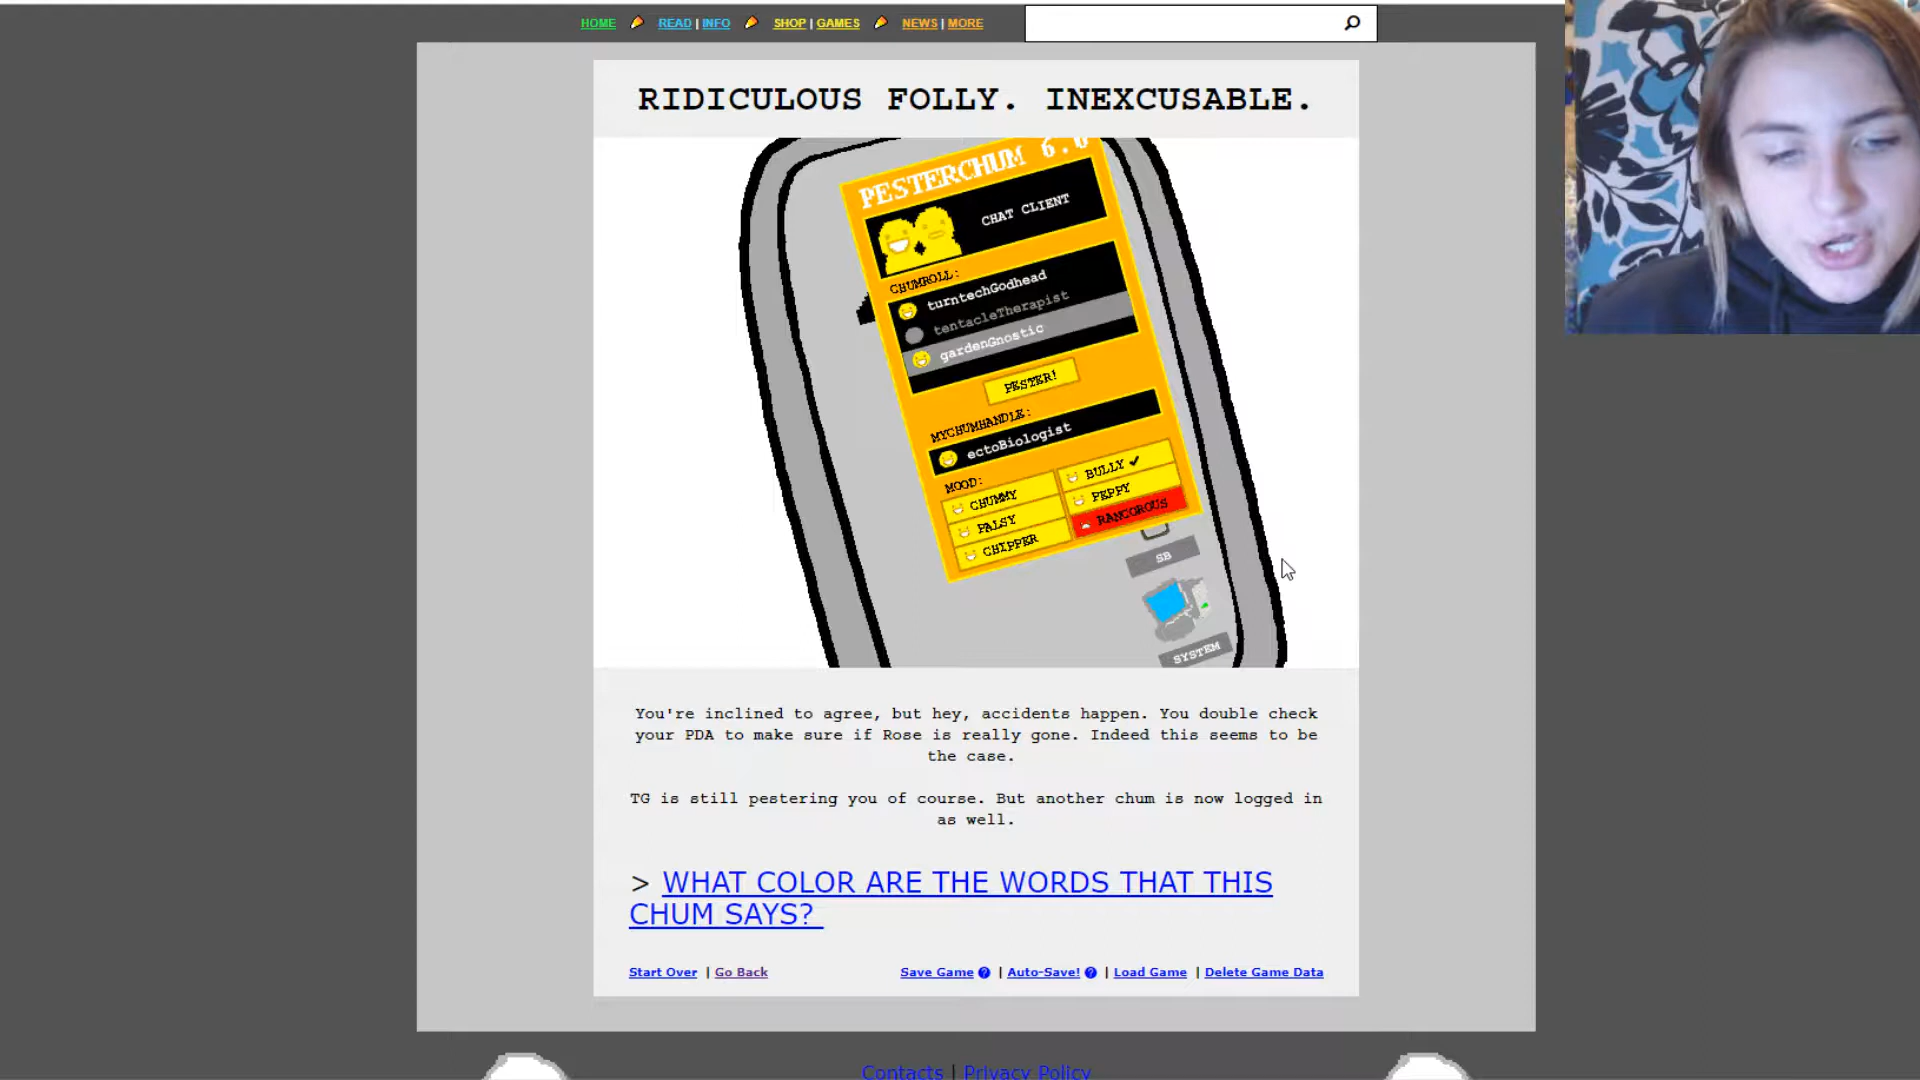 HOME READ | INFO SHOP | GAMES NEWS | MORE
RIDICULOUS FOLLY. INEXCUSABLE.
PESTERCHUM 6.0
CHAT CLIENT
CHUMROLL:
turntechGodhead
tentacleTherapist
gardenGnostic
PESTER!
MYCHUMHANDLE:
ectoBiologist
MOOD:
CHUMMY
BULLY ✔
PALSY
PEPPY
CHIPPER
RANCOROUS
SB
SYSTEM
You're inclined to agree, but hey, accidents happen. You double check
your PDA to make sure if Rose is really gone. Indeed this seems to be
the case.
TG is still pestering you of course. But another chum is now logged in
as well.
> WHAT COLOR ARE THE WORDS THAT THIS
CHUM SAYS?
Start Over | Go Back Save Game ? | Auto-Save! ? | Load Game | Delete Game Data
Contacts | Privacy Policy